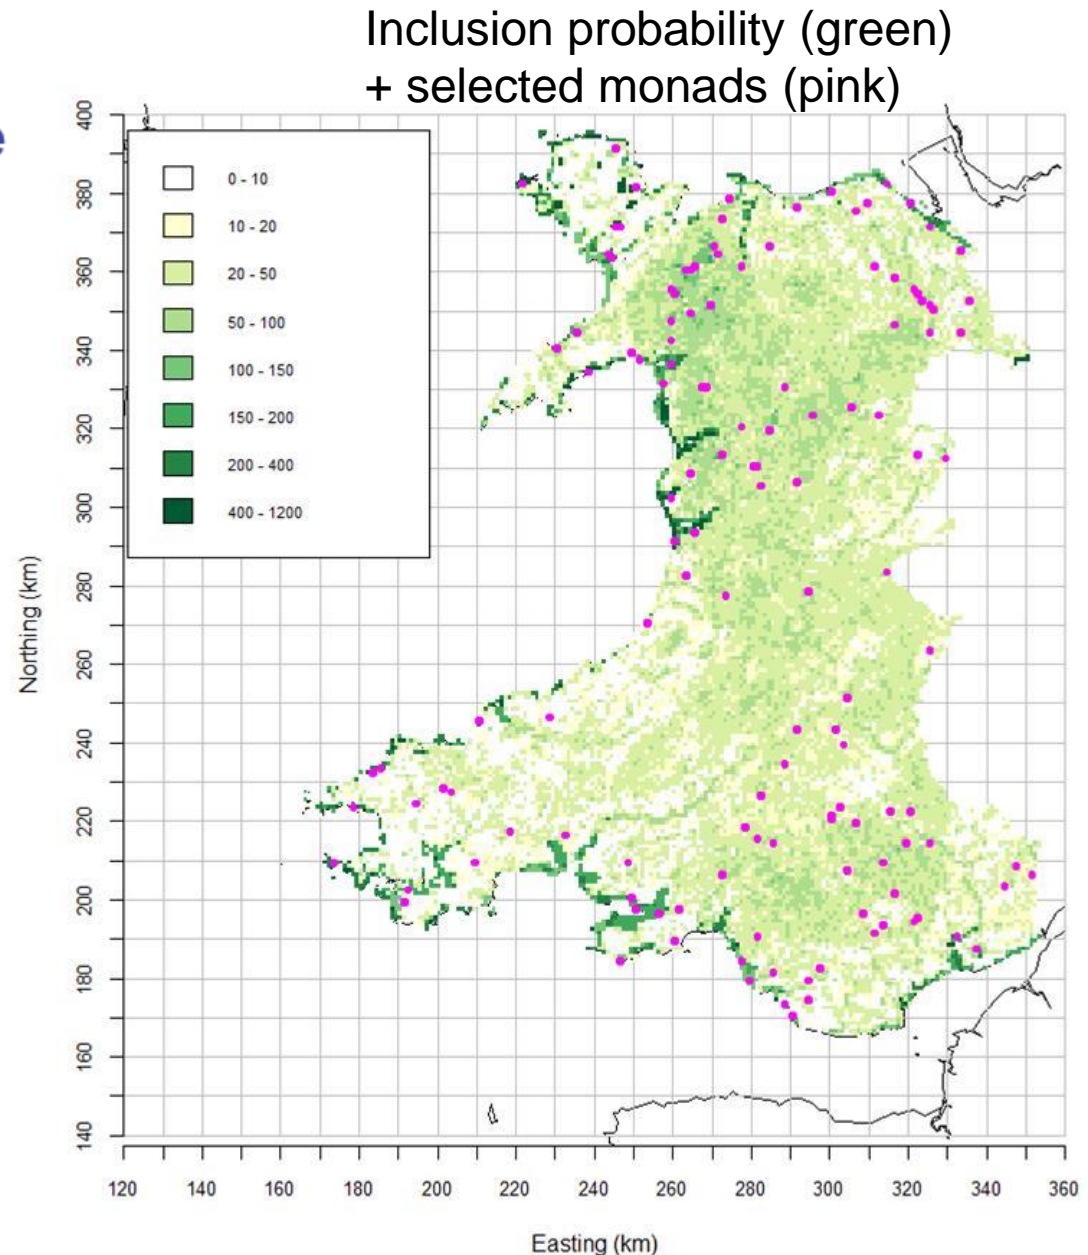 Inclusion probability (green)
+ selected monads (pink)
e
0 - 10
10 - 20
20 - 50
50 - 100
100 - 150
150 - 200
200 - 400
400 - 1200
Northing (km)
400
380
360
340
320
300
280
260
240
220
200
180
160
140
120 140 160 180 200 220 240 260 280 300 320 340 360
Easting (km)